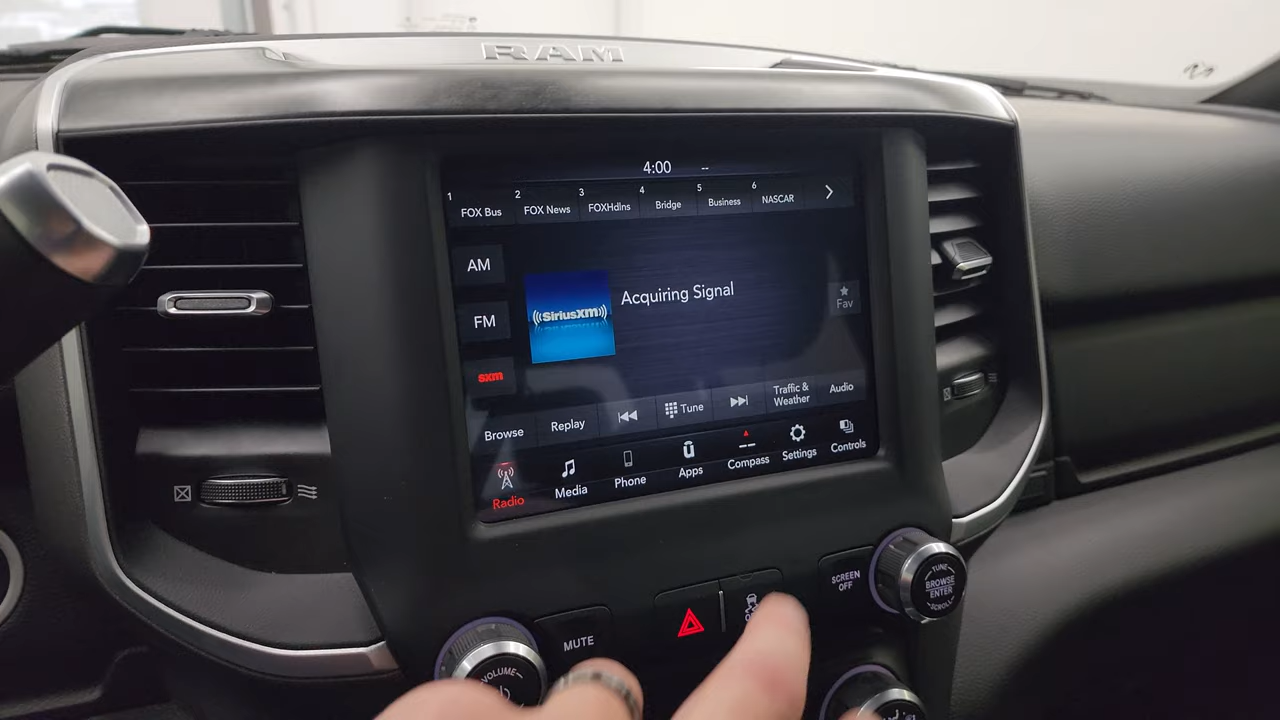 RAM
4:00 --
1 2 3 4 5 6
FOX Bus FOX News FOXHdlns Bridge Business NASCAR
AM
FM
sxm
((SiriusXM))
Acquiring Signal
Fav
Browse Replay Tune Traffic & Weather Audio
Radio Media Phone Apps Compass Settings Controls
MUTE
SCREEN
OFF
TUNE
BROWSE
ENTER
SCROLL
VOLUME